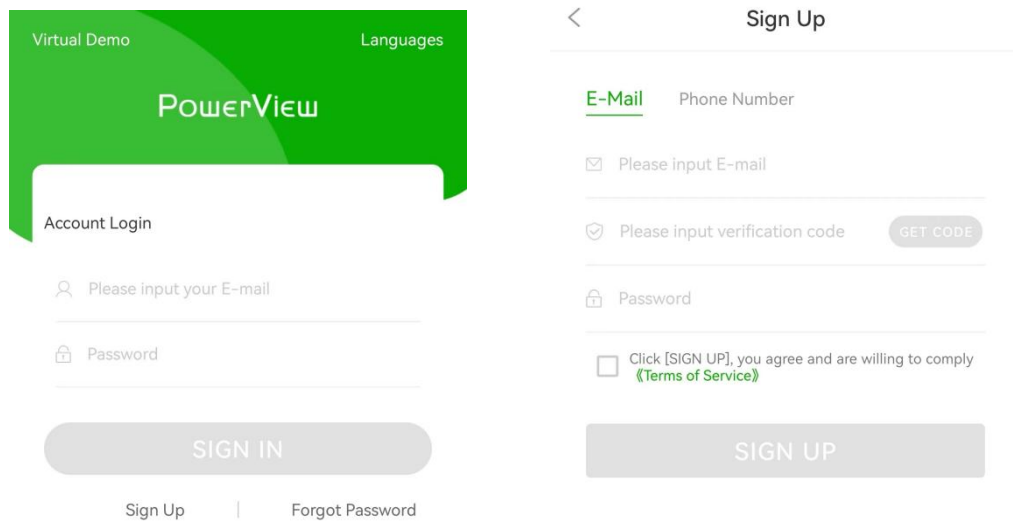 Virtual Demo Languages
PowerView
Account Login
Please input your E-mail
Password
SIGN IN
Sign Up | Forgot Password
Sign Up
E-Mail Phone Number
Please input E-mail
Please input verification code GET CODE
Password
Click [SIGN UP], you agree and are willing to comply
《Terms of Service》
SIGN UP